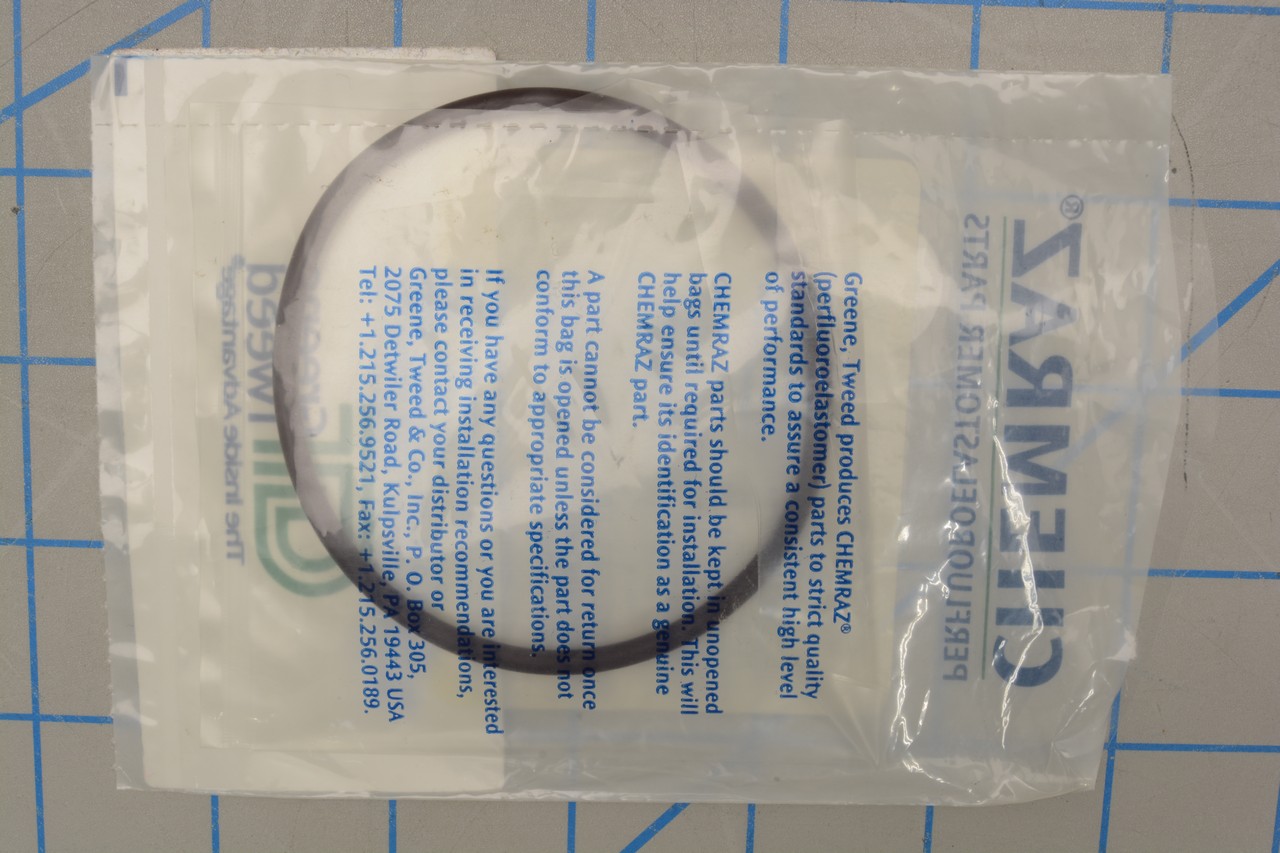 Greene, Tweed produces CHEMRAZ®
(perfluoroelastomer) parts to strict quality
standards to assure a consistent high level
of performance.
CHEMRAZ parts should be kept in unopened
bags until required for installation. This will
help ensure its identification as a genuine
CHEMRAZ part.
A part cannot be considered for return once
this bag is opened unless the part does not
conform to appropriate specifications.
If you have any questions or you are interested
in receiving installation recommendations,
please contact your distributor or
Greene, Tweed & Co., Inc., P. O. Box 305,
2075 Detwiler Road, Kulpsville, PA 19443 USA
Tel: +1.215.256.9521, Fax: +1.215.256.0189.
CHEMRAZ®
PERFLUOROELASTOMER PARTS
Greene
Tweed
The Inside Advantage®